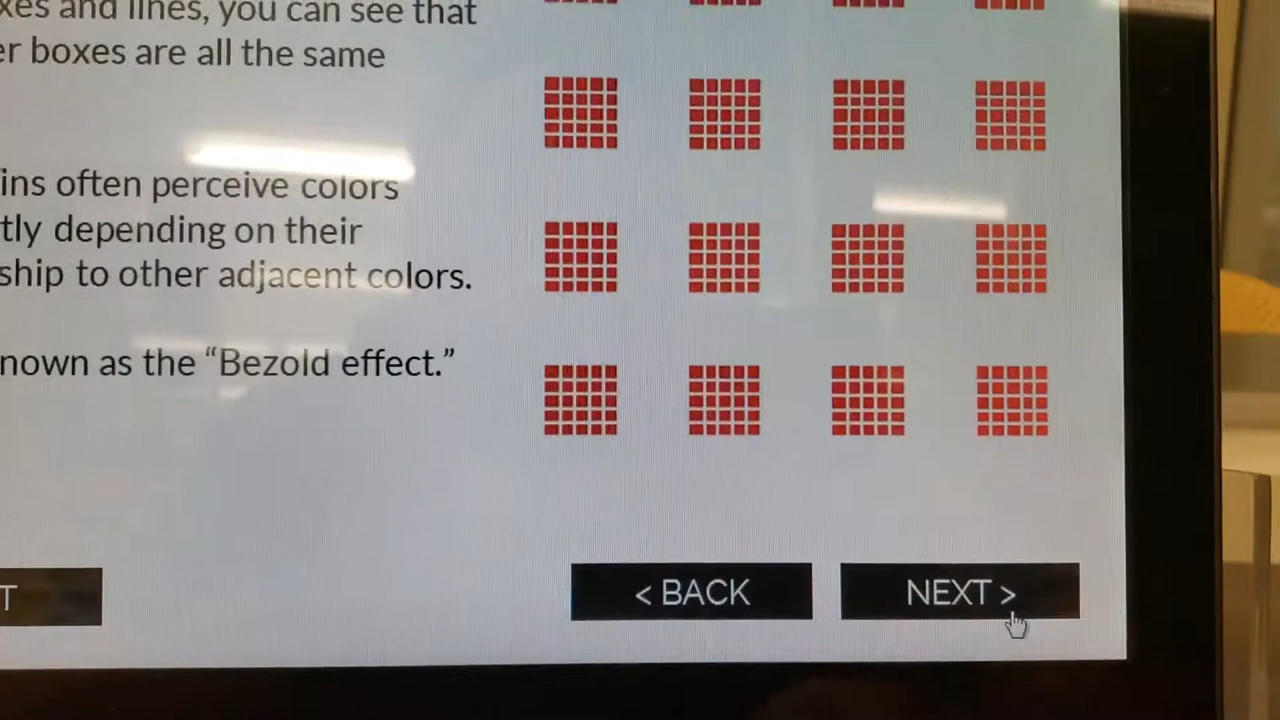 xes and lines, you can see that
er boxes are all the same
ins often perceive colors
tly depending on their
ship to other adjacent colors.
nown as the “Bezold effect.”
T
< BACK
NEXT >